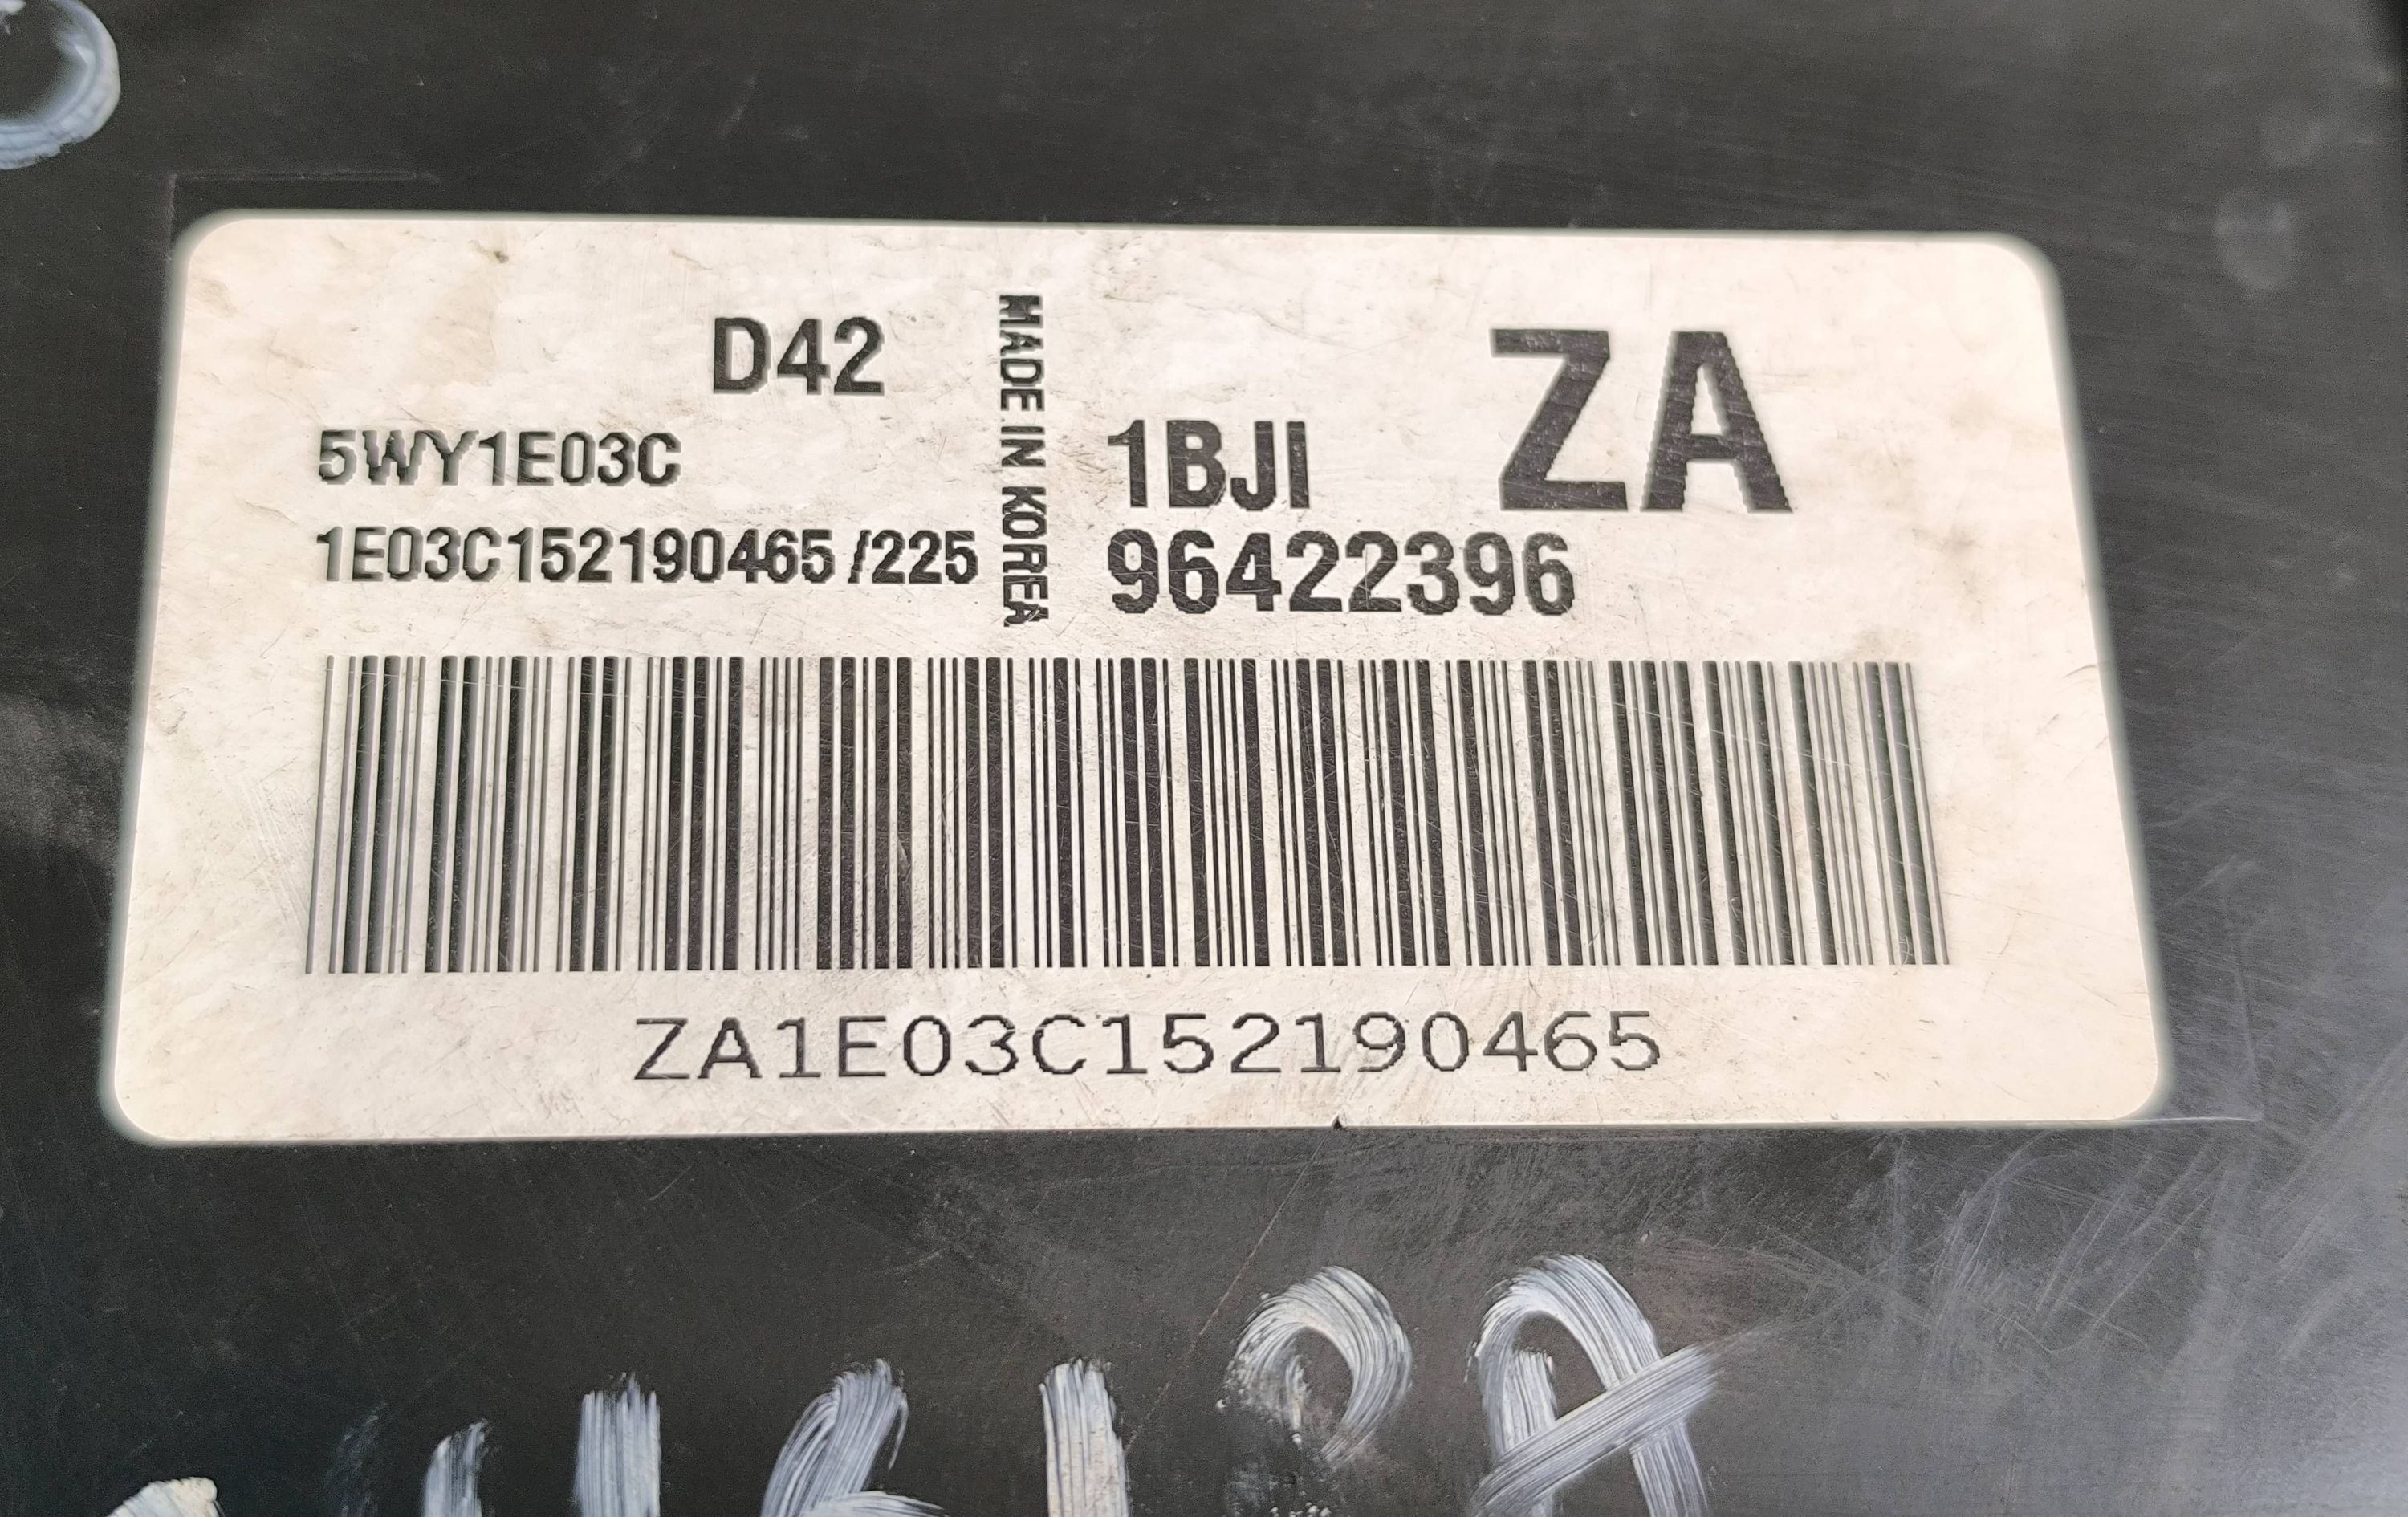 D42
5WY1E03C
1E03C152190465 /225
MADE IN KOREA
ZA
1BJI
96422396
ZA1E03C152190465